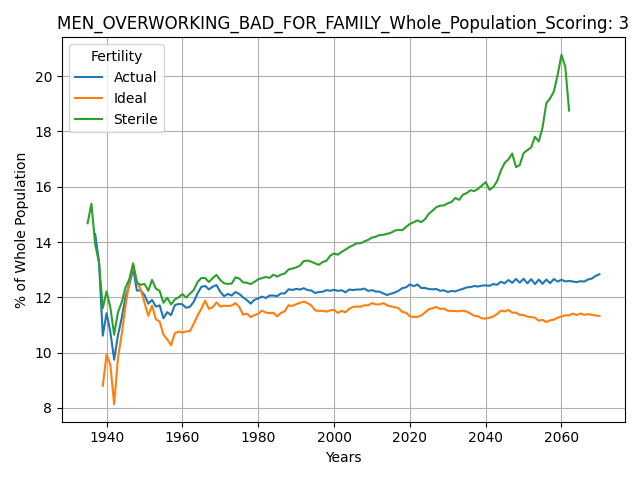 MEN_OVERWORKING_BAD_FOR_FAMILY_Whole_Population_Scoring: 3
Fertility
Actual
Ideal
Sterile
% of Whole Population
20
18
16
14
12
10
8
1940 1960 1980 2000 2020 2040 2060
Years